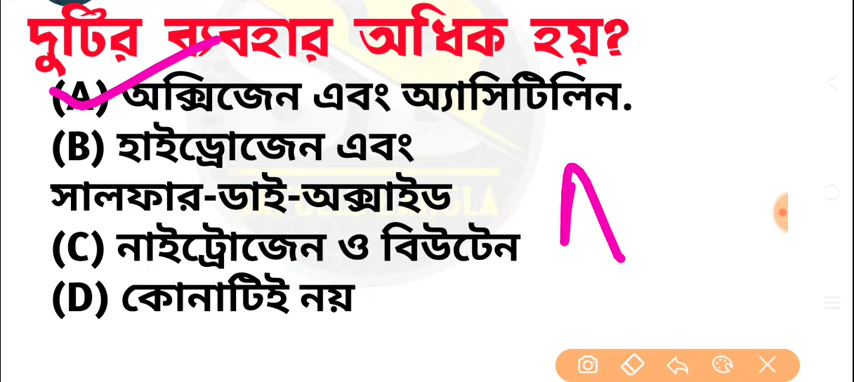 দুটির ব্যবহার অধিক হয়?
(A) অক্সিজেন এবং অ্যাসিটিলিন.
(B) হাইড্রোজেন এবং
সালফার-ডাই-অক্সাইড
(C) নাইট্রোজেন ও বিউটেন
(D) কোনাটিই নয়